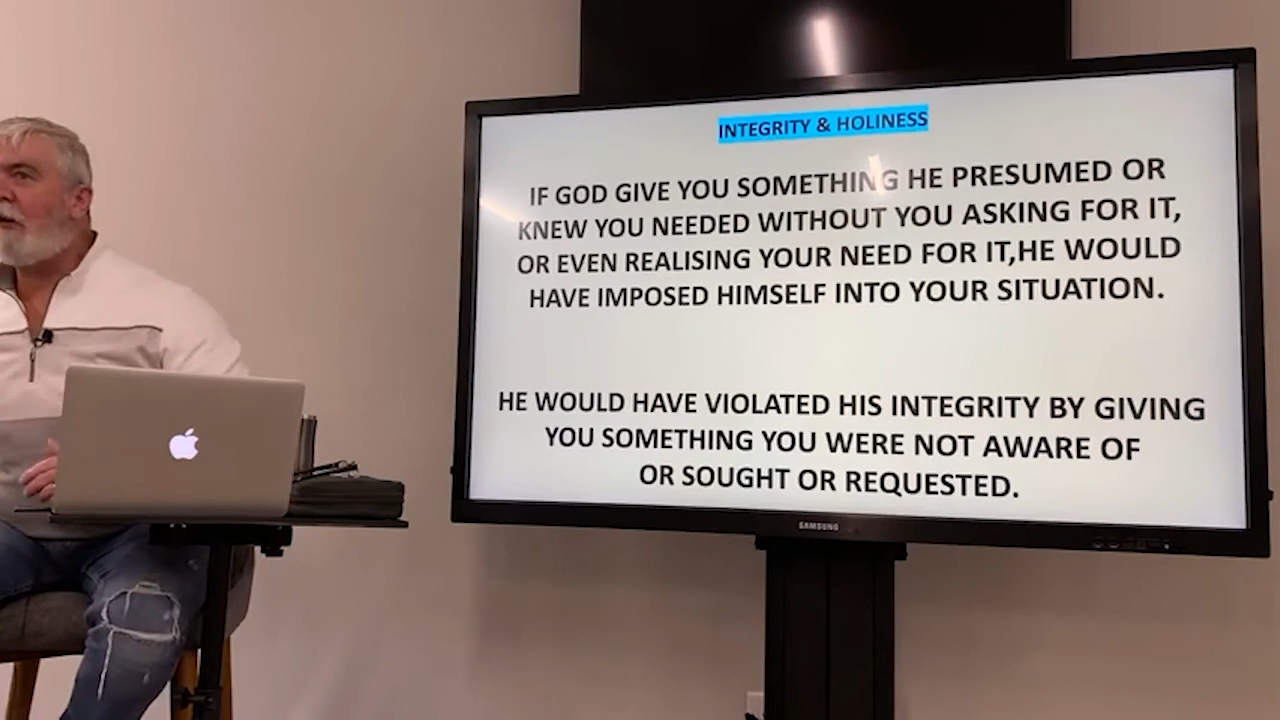 INTEGRITY & HOLINESS
IF GOD GIVE YOU SOMETHING HE PRESUMED OR
KNEW YOU NEEDED WITHOUT YOU ASKING FOR IT,
OR EVEN REALISING YOUR NEED FOR IT,HE WOULD
HAVE IMPOSED HIMSELF INTO YOUR SITUATION.
HE WOULD HAVE VIOLATED HIS INTEGRITY BY GIVING
YOU SOMETHING YOU WERE NOT AWARE OF
OR SOUGHT OR REQUESTED.
SAMSUNG